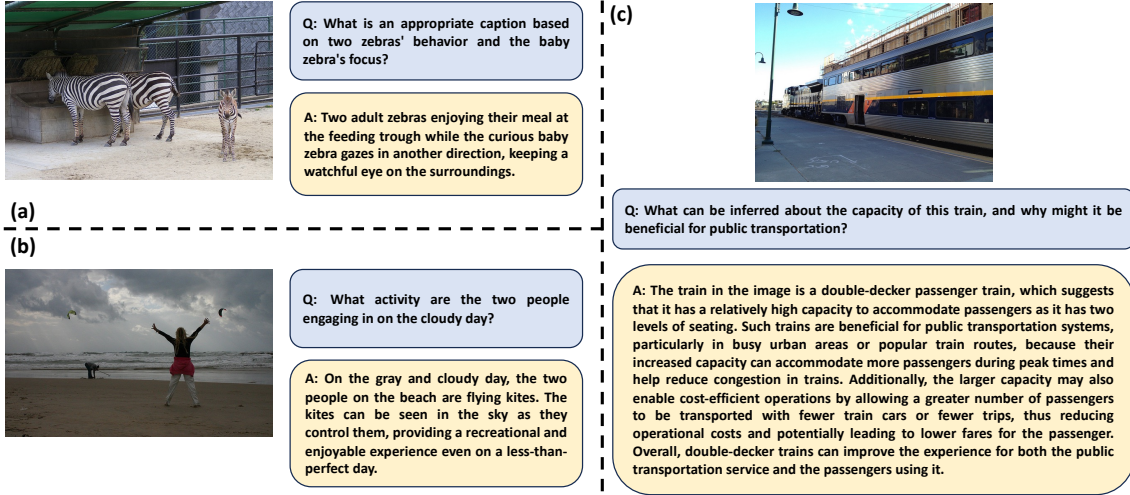 Q: What is an appropriate caption based
on two zebras' behavior and the baby
zebra's focus?
A: Two adult zebras enjoying their meal at
the feeding trough while the curious baby
zebra gazes in another direction, keeping a
watchful eye on the surroundings.
(a)
(b)
Q: What activity are the two people
engaging in on the cloudy day?
A: On the gray and cloudy day, the two
people on the beach are flying kites. The
kites can be seen in the sky as they
control them, providing a recreational and
enjoyable experience even on a less-than-
perfect day.
(c)
Q: What can be inferred about the capacity of this train, and why might it be
beneficial for public transportation?
A: The train in the image is a double-decker passenger train, which suggests
that it has a relatively high capacity to accommodate passengers as it has two
levels of seating. Such trains are beneficial for public transportation systems,
particularly in busy urban areas or popular train routes, because their
increased capacity can accommodate more passengers during peak times and
help reduce congestion in trains. Additionally, the larger capacity may also
enable cost-efficient operations by allowing a greater number of passengers
to be transported with fewer train cars or fewer trips, thus reducing
operational costs and potentially leading to lower fares for the passenger.
Overall, double-decker trains can improve the experience for both the public
transportation service and the passengers using it.